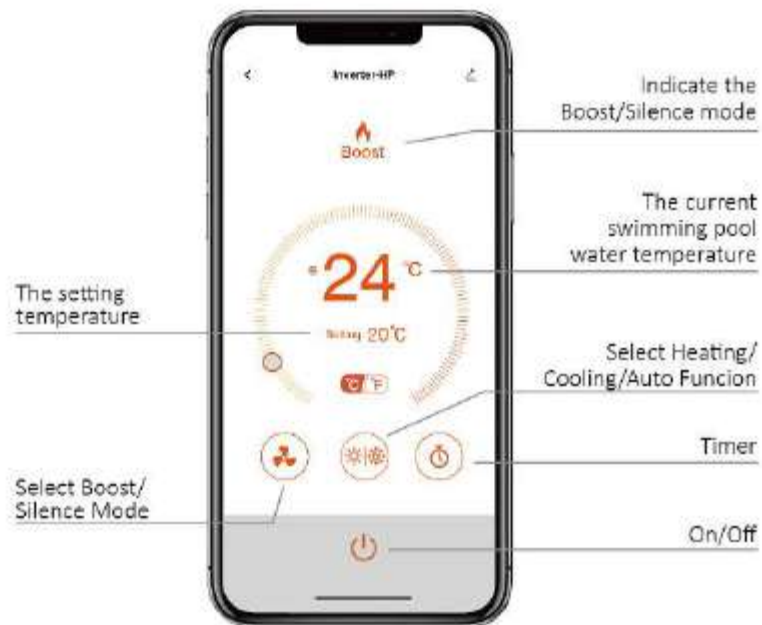 Inverter-HP
Indicate the
Boost/Silence mode
Boost
The current
swimming pool
water temperature
24 °C
The setting
temperature
Setting 20°C
°C °F
Select Heating/
Cooling/Auto Funcion
Timer
Select Boost/
Silence Mode
On/Off